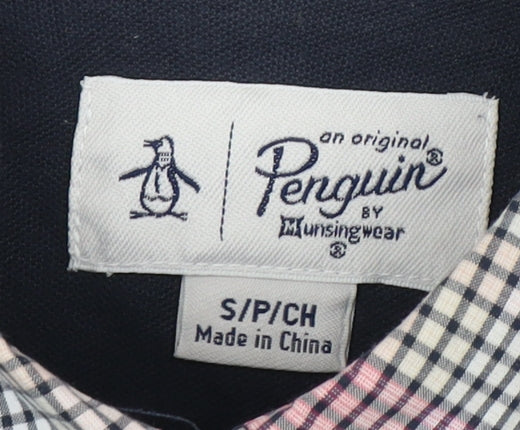 an original
Penguin®
BY
Munsingwear
®
S/P/CH
Made in China